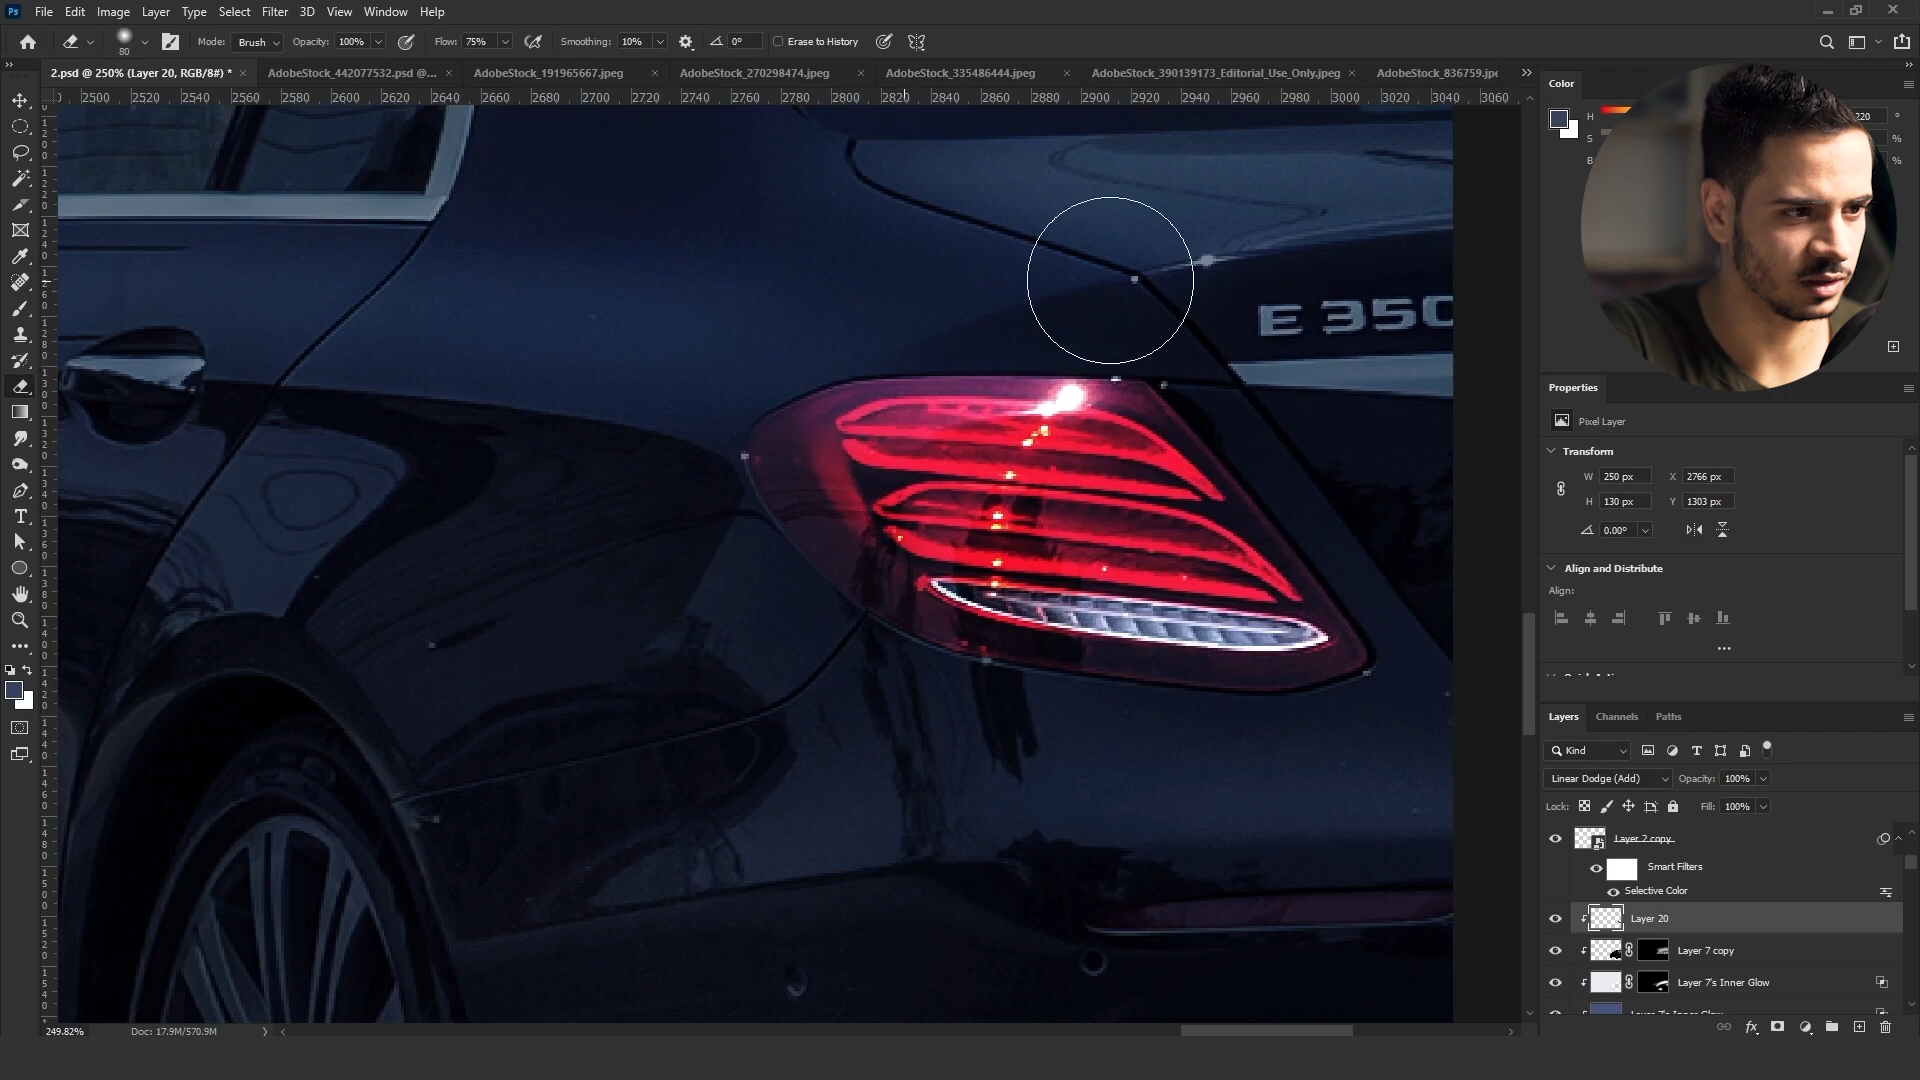 Ps File Edit Image Layer Type Select Filter 3D View Window Help
80 Mode: Brush Opacity: 100% Flow: 75% Smoothing: 10% 0° Erase to History
2.psd @ 250% (Layer 20, RGB/8#) * × AdobeStock_442077532.psd @... × AdobeStock_191965667.jpeg × AdobeStock_270298474.jpeg × AdobeStock_335486444.jpeg × AdobeStock_390139173_Editorial_Use_Only.jpeg × AdobeStock_836759.jpe
2500 2520 2540 2560 2580 2600 2620 2640 2660 2680 2700 2720 2740 2760 2780 2800 2820 2840 2860 2880 2900 2920 2940 2960 2980 3000 3020 3040 3060
Color
H 220 °
S %
B %
E 350
Properties
Pixel Layer
Transform
W 250 px X 2766 px
H 130 px Y 1303 px
0.00°
Align and Distribute
Align:
Layers Channels Paths
Kind
Linear Dodge (Add) Opacity: 100%
Lock: Fill: 100%
Layer 2 copy
Smart Filters
Selective Color
Layer 20
Layer 7 copy
Layer 7's Inner Glow
249.82% Doc: 17.9M/570.9M
fx